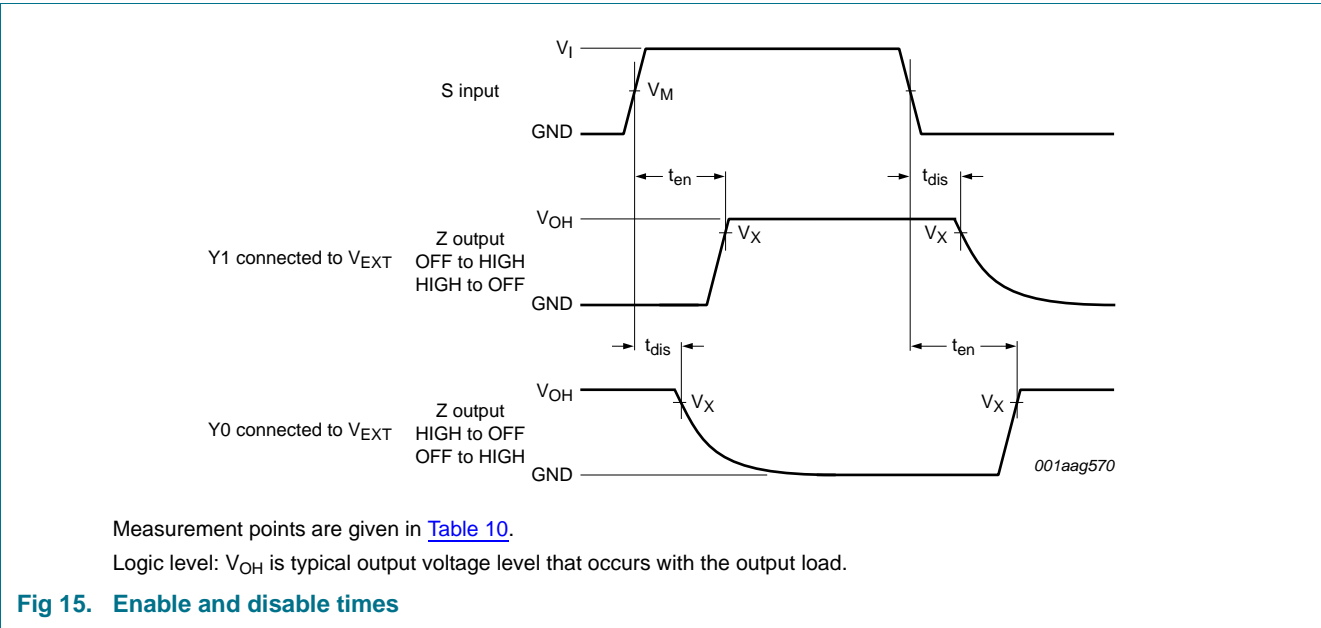 V_I
S input
V_M
GND
t_en
t_dis
V_OH
Y1 connected to V_EXT
Z output
OFF to HIGH
HIGH to OFF
V_X
V_X
GND
t_dis
t_en
V_OH
Y0 connected to V_EXT
Z output
HIGH to OFF
OFF to HIGH
V_X
V_X
GND
001aag570
Measurement points are given in Table 10.
Logic level: V_OH is typical output voltage level that occurs with the output load.
Fig 15. Enable and disable times